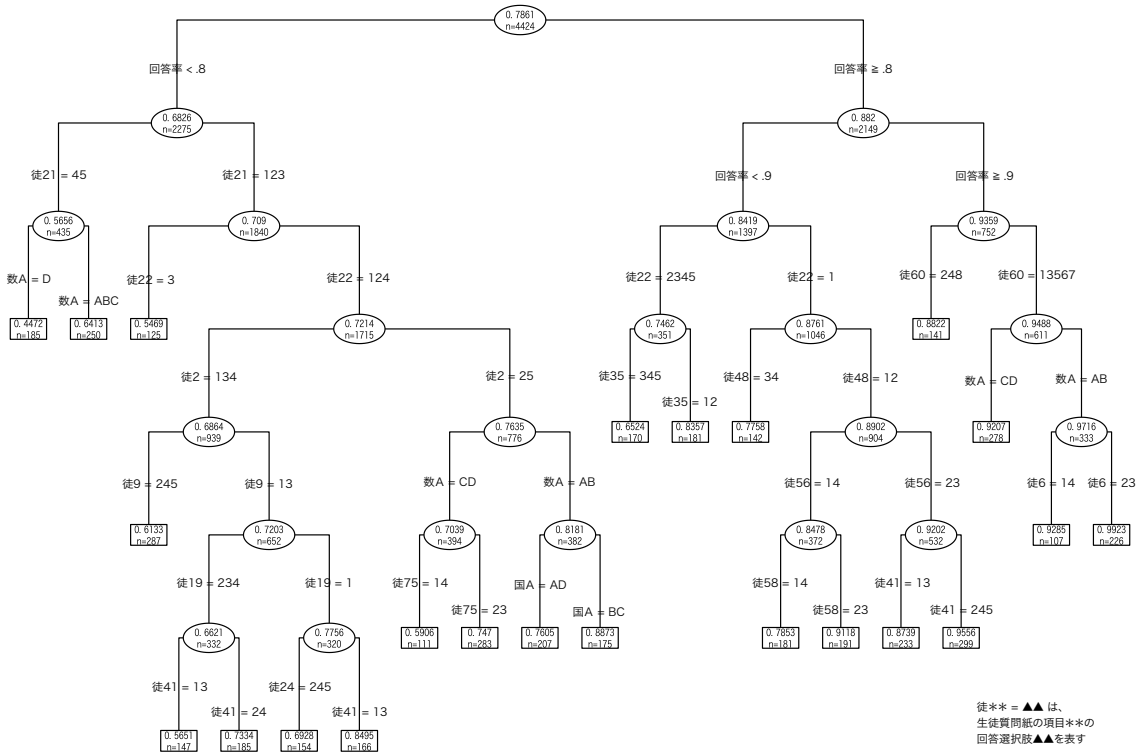 0. 7861
n=4424
回答率 < .8
回答率 ≧ .8
0. 6826
n=2275
0. 882
n=2149
徒21 = 45
徒21 = 123
回答率 < .9
回答率 ≧ .9
0. 5656
n=435
0. 709
n=1840
0. 8419
n=1397
0. 9359
n=752
数A = D
数A = ABC
徒22 = 3
徒22 = 124
徒22 = 2345
徒22 = 1
徒60 = 248
徒60 = 13567
0. 4472
n=185
0. 6413
n=250
0. 5469
n=125
0. 7214
n=1715
0. 7462
n=351
0. 8761
n=1046
0. 8822
n=141
0. 9488
n=611
徒2 = 134
徒2 = 25
徒35 = 345
徒35 = 12
徒48 = 34
徒48 = 12
数A = CD
数A = AB
0. 6864
n=939
0. 7635
n=776
0. 6524
n=170
0. 8357
n=181
0. 7758
n=142
0. 8902
n=904
0. 9207
n=278
0. 9716
n=333
徒9 = 245
徒9 = 13
数A = CD
数A = AB
徒56 = 14
徒56 = 23
徒6 = 14
徒6 = 23
0. 6133
n=287
0. 7203
n=652
0. 7039
n=394
0. 8181
n=382
0. 8478
n=372
0. 9202
n=532
0. 9285
n=107
0. 9923
n=226
徒19 = 234
徒19 = 1
徒75 = 14
徒75 = 23
国A = AD
国A = BC
徒58 = 14
徒58 = 23
徒41 = 13
徒41 = 245
0. 6621
n=332
0. 7756
n=320
0. 5906
n=111
0. 747
n=283
0. 7605
n=207
0. 8873
n=175
0. 7853
n=181
0. 9118
n=191
0. 8739
n=233
0. 9556
n=299
徒41 = 13
徒41 = 24
徒24 = 245
徒41 = 13
0. 5651
n=147
0. 7334
n=185
0. 6928
n=154
0. 8495
n=166
徒** = ▲▲ は、
生徒質問紙の項目**の
回答選択肢▲▲を表す